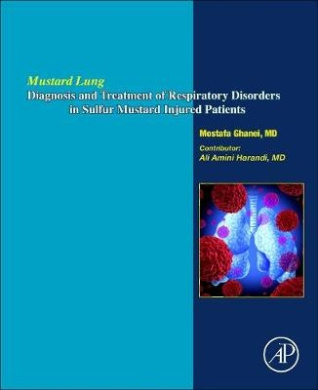 Mustard Lung
Diagnosis and Treatment of Respiratory Disorders
in Sulfur Mustard Injured Patients
Mostafa Ghanei, MD
Contributor:
Ali Amini Harandi, MD
AP